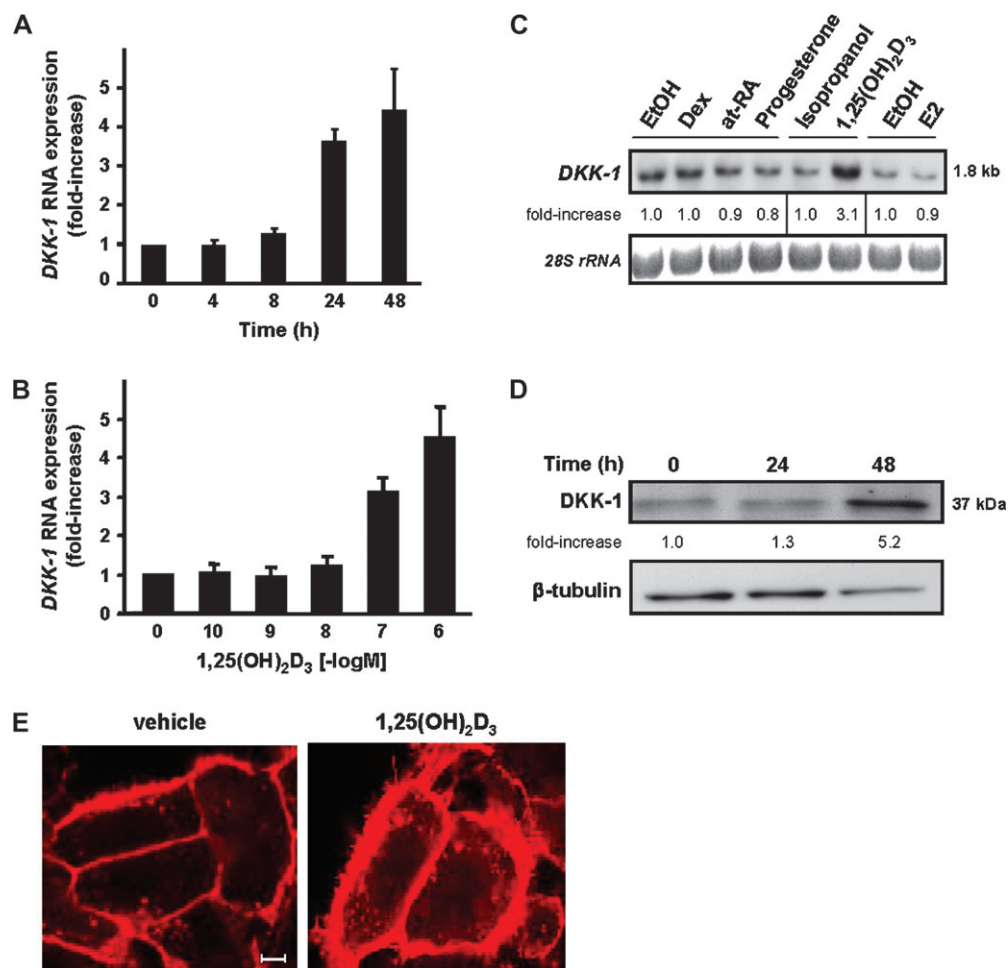 A
DKK-1 RNA expression
(fold-increase)
5
4
3
2
1
0
0 4 8 24 48
Time (h)
B
DKK-1 RNA expression
(fold-increase)
5
4
3
2
1
0
0 10 9 8 7 6
1,25(OH)₂D₃ [-logM]
C
EtOH Dex at-RA Progesterone Isopropanol 1,25(OH)₂D₃ EtOH E2
DKK-1 1.8 kb
fold-increase 1.0 1.0 0.9 0.8 1.0 3.1 1.0 0.9
28S rRNA
D
Time (h) 0 24 48
DKK-1 37 kDa
fold-increase 1.0 1.3 5.2
β-tubulin
E
vehicle 1,25(OH)₂D₃